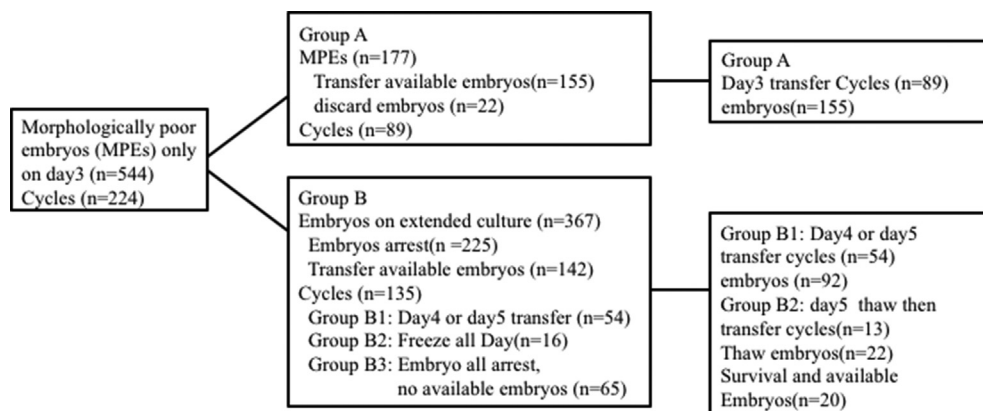 Morphologically poor
embryos (MPEs) only
on day3 (n=544)
Cycles (n=224)
Group A
MPEs (n=177)
Transfer available embryos(n=155)
discard embryos (n=22)
Cycles (n=89)
Group A
Day3 transfer Cycles (n=89)
embryos(n=155)
Group B
Embryos on extended culture (n=367)
Embryos arrest(n =225)
Transfer available embryos (n=142)
Cycles (n=135)
Group B1: Day4 or day5 transfer (n=54)
Group B2: Freeze all Day(n=16)
Group B3: Embryo all arrest,
no available embryos (n=65)
Group B1: Day4 or day5
transfer cycles (n=54)
embryos (n=92)
Group B2: day5 thaw then
transfer cycles(n=13)
Thaw embryos(n=22)
Survival and available
Embryos(n=20)